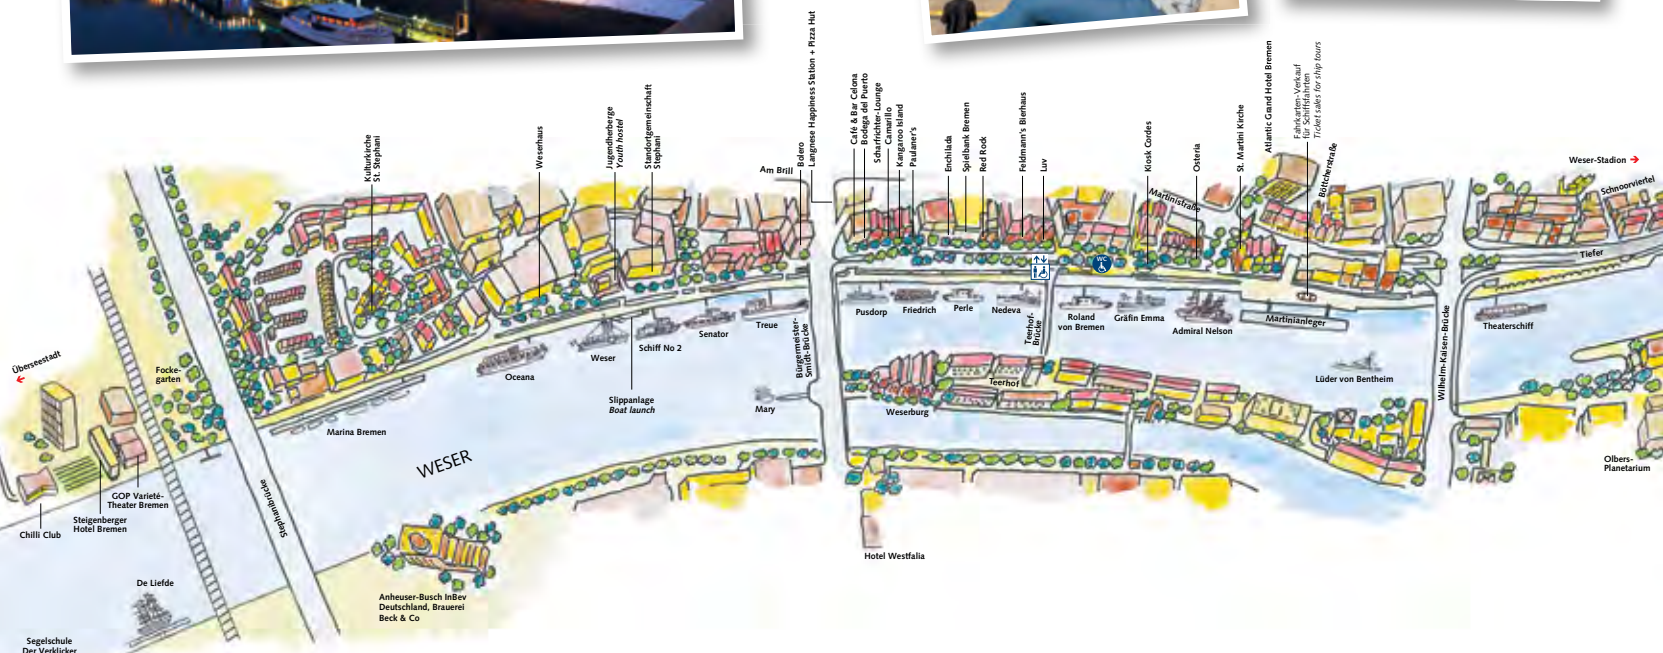 Überseestadt
Chilli Club
Steigenberger
Hotel Bremen
GOP Varieté-
Theater Bremen
Focke-
garten
De Liefde
Segelschule
Der Verklicker
Stephanibrücke
Marina Bremen
WESER
Anheuser-Busch InBev
Deutschland, Brauerei
Beck & Co
Kulturkirche
St. Stephani
Weserhaus
Jugendherberge
Youth hostel
Standortgemeinschaft
Stephani
Oceana
Weser
Slippanlage
Boat launch
Schiff No 2
Senator
Treue
Mary
Am Brill
Bolero
Langnese Happiness Station + Pizza Hut
Bürgermeister-
Smidt-Brücke
Café & Bar Celona
Bodega del Puerto
Scharfrichter-Lounge
Camarillo
Kangaroo Island
Paulaner's
Enchilada
Spielbank Bremen
Red Rock
Feldmann's Bierhaus
Luv
WC
Kiosk Cordes
Osteria
St. Martini Kirche
Atlantic Grand Hotel Bremen
Fahrkarten-Verkauf
für Schiffsfahrten
Ticket sales for ship tours
Martinistraße
Böttcherstraße
Pusdorp
Friedrich
Perle
Nedeva
Teerhof-
Brücke
Roland
von Bremen
Gräfin Emma
Admiral Nelson
Martinianleger
Lüder von Bentheim
Teerhof
Weserburg
Hotel Westfalia
Wilhelm-Kaisen-Brücke
Weser-Stadion
Schnoorviertel
Tiefer
Theaterschiff
Olbers-
Planetarium